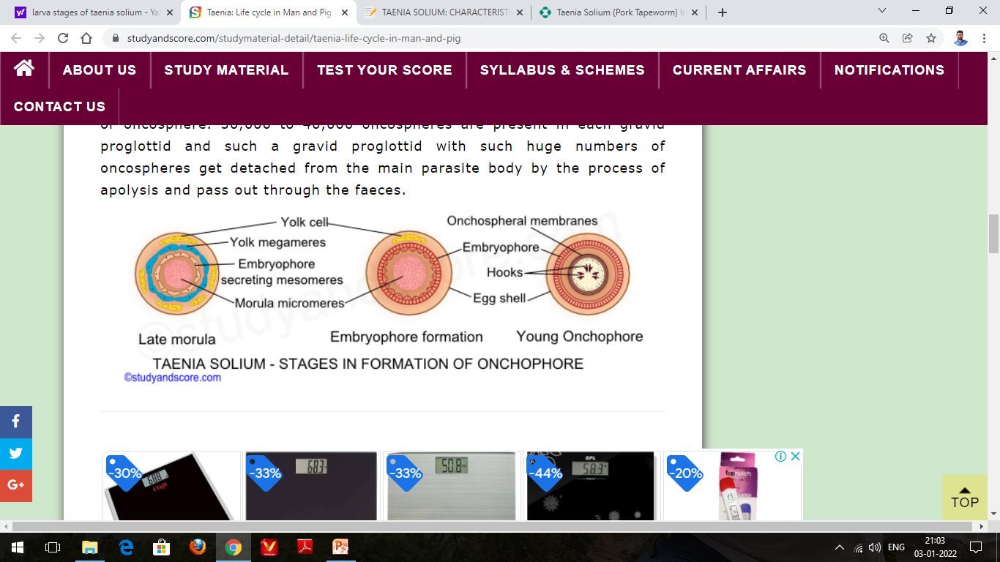 larva stages of taenia solium - Ya
Taenia: Life cycle in Man and Pig
TAENIA SOLIUM: CHARACTERIST
Taenia Solium (Pork Tapeworm) I
studyandscore.com/studymaterial-detail/taenia-life-cycle-in-man-and-pig
ABOUT US
STUDY MATERIAL
TEST YOUR SCORE
SYLLABUS & SCHEMES
CURRENT AFFAIRS
NOTIFICATIONS
CONTACT US
of oncosphere. 30,000 to 40,000 oncospheres are present in each gravid
proglottid and such a gravid proglottid with such huge numbers of
oncospheres get detached from the main parasite body by the process of
apolysis and pass out through the faeces.
Yolk cell
Onchospheral membranes
Yolk megameres
Embryophore
Embryophore
secreting mesomeres
Hooks
Morula micromeres
Egg shell
Late morula
Embryophore formation
Young Onchophore
TAENIA SOLIUM - STAGES IN FORMATION OF ONCHOPHORE
©studyandscore.com
©studyandscore.com
-30%
-33%
-33%
-44%
-20%
68.3
50.8
BPL
58.3
topnotch
TOP
ENG
21:03
03-01-2022